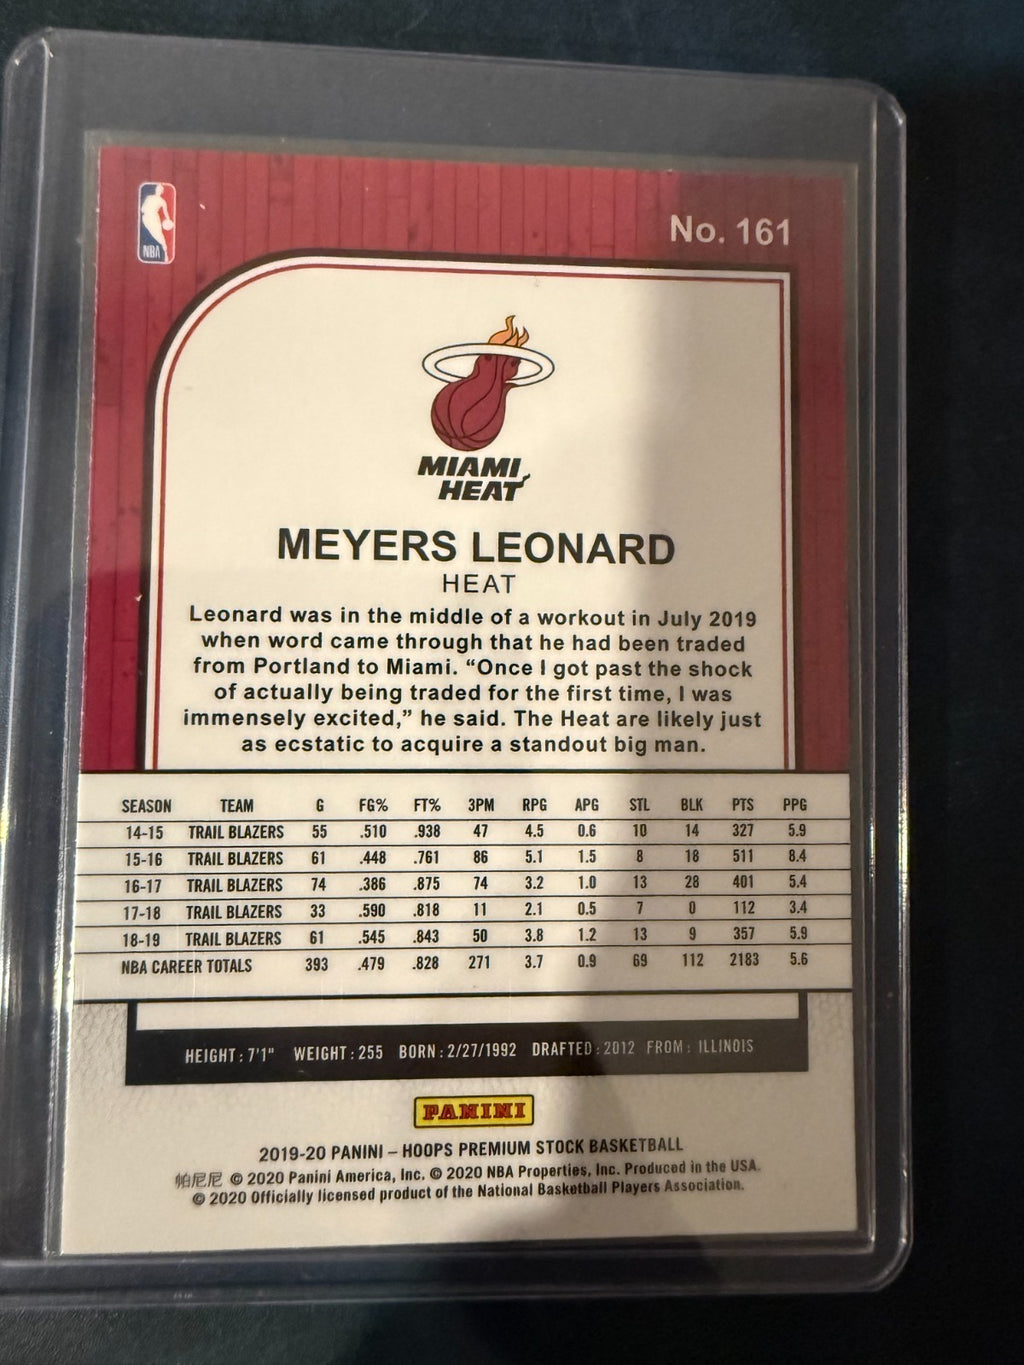 NBA
No. 161
MIAMI
HEAT
MEYERS LEONARD
HEAT
Leonard was in the middle of a workout in July 2019
when word came through that he had been traded
from Portland to Miami. “Once I got past the shock
of actually being traded for the first time, I was
immensely excited,” he said. The Heat are likely just
as ecstatic to acquire a standout big man.
SEASON TEAM G FG% FT% 3PM RPG APG STL BLK PTS PPG
14-15 TRAIL BLAZERS 55 .510 .938 47 4.5 0.6 10 14 327 5.9
15-16 TRAIL BLAZERS 61 .448 .761 86 5.1 1.5 8 18 511 8.4
16-17 TRAIL BLAZERS 74 .386 .875 74 3.2 1.0 13 28 401 5.4
17-18 TRAIL BLAZERS 33 .590 .818 11 2.1 0.5 7 0 112 3.4
18-19 TRAIL BLAZERS 61 .545 .843 50 3.8 1.2 13 9 357 5.9
NBA CAREER TOTALS 393 .479 .828 271 3.7 0.9 69 112 2183 5.6
HEIGHT: 7'1" WEIGHT: 255 BORN: 2/27/1992 DRAFTED: 2012 FROM: ILLINOIS
PANINI
2019-20 PANINI – HOOPS PREMIUM STOCK BASKETBALL
帕尼尼 © 2020 Panini America, Inc. © 2020 NBA Properties, Inc. Produced in the USA.
© 2020 Officially licensed product of the National Basketball Players Association.